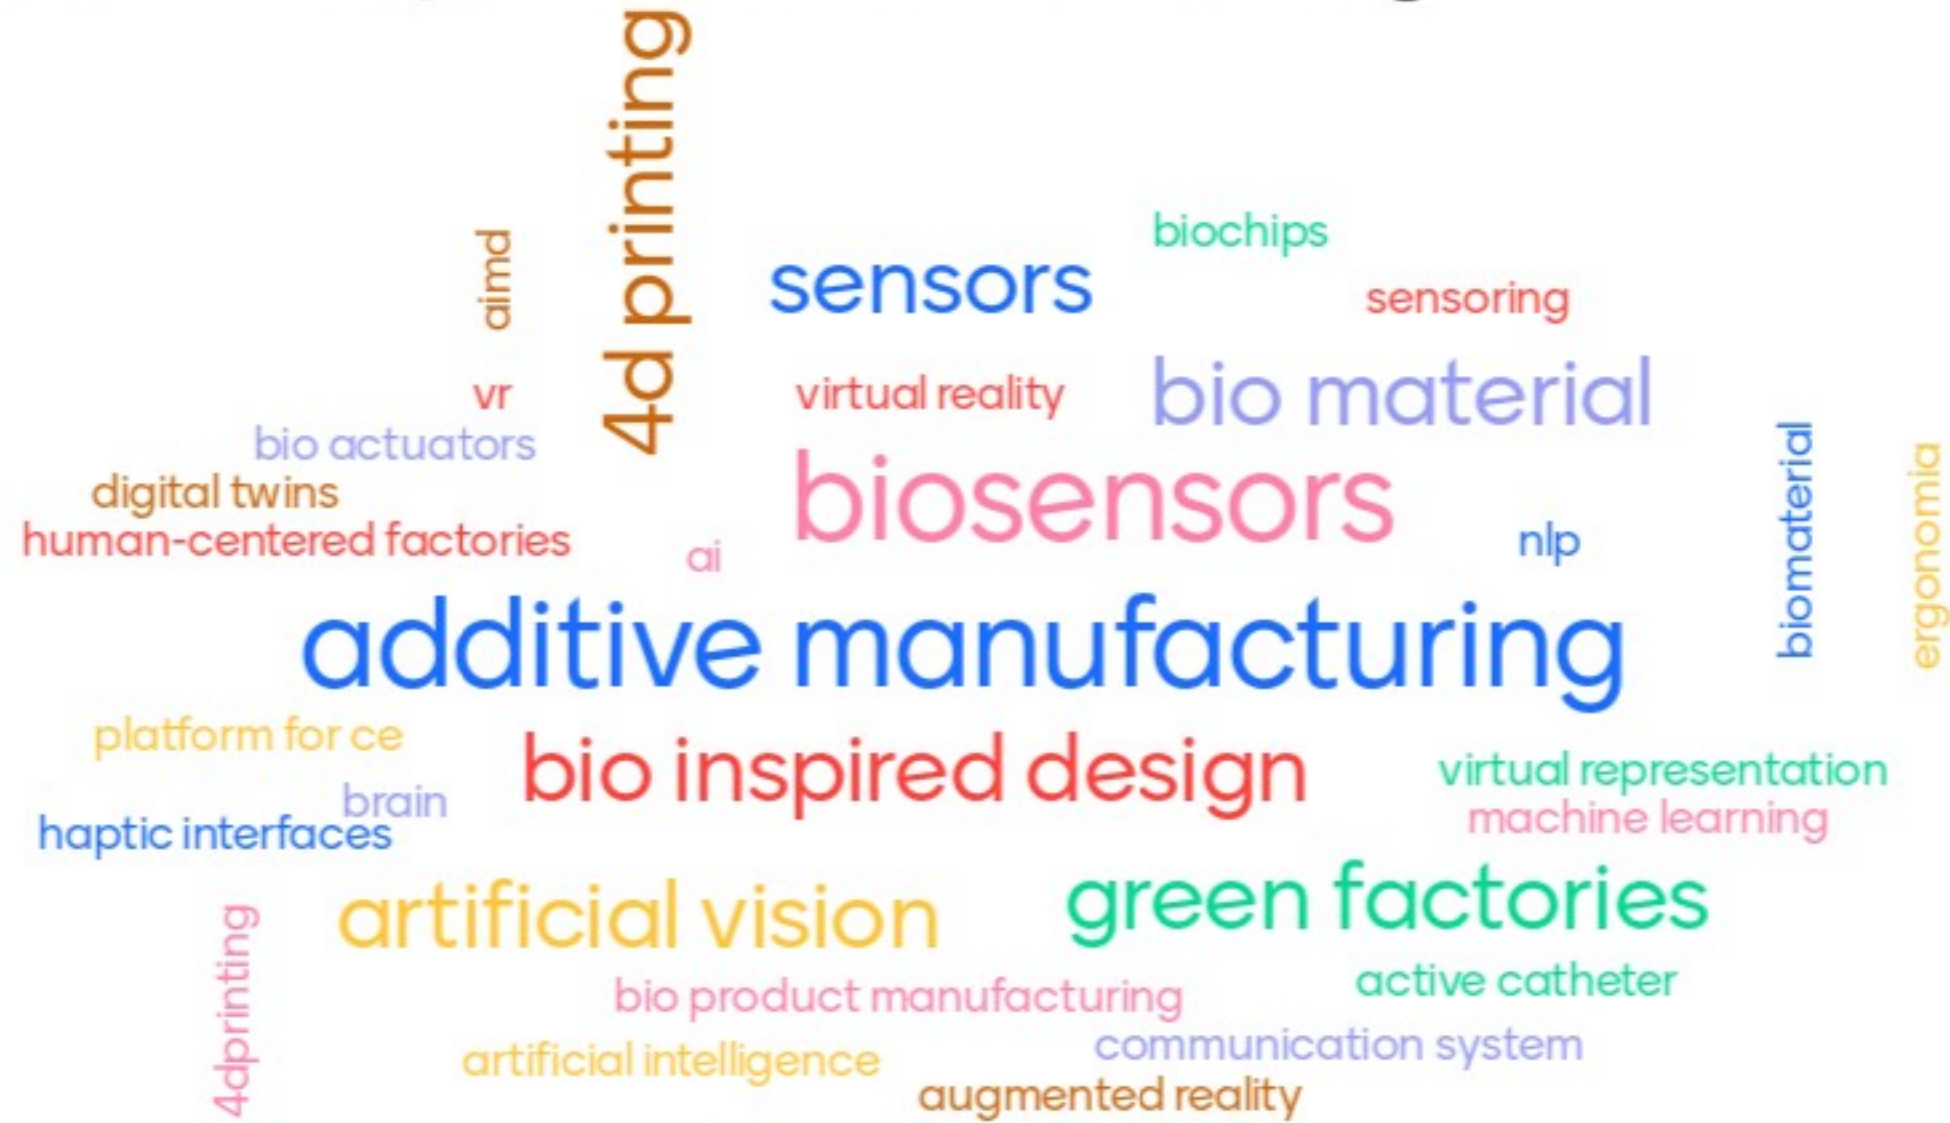 4d printing
aimd
biochips
sensors
sensoring
vr
virtual reality
bio material
bio actuators
digital twins
biosensors
human-centered factories
ai
nlp
biomaterial
ergonomia
additive manufacturing
platform for ce
bio inspired design
virtual representation
brain
machine learning
haptic interfaces
artificial vision
green factories
4dprinting
bio product manufacturing
active catheter
communication system
artificial intelligence
augmented reality